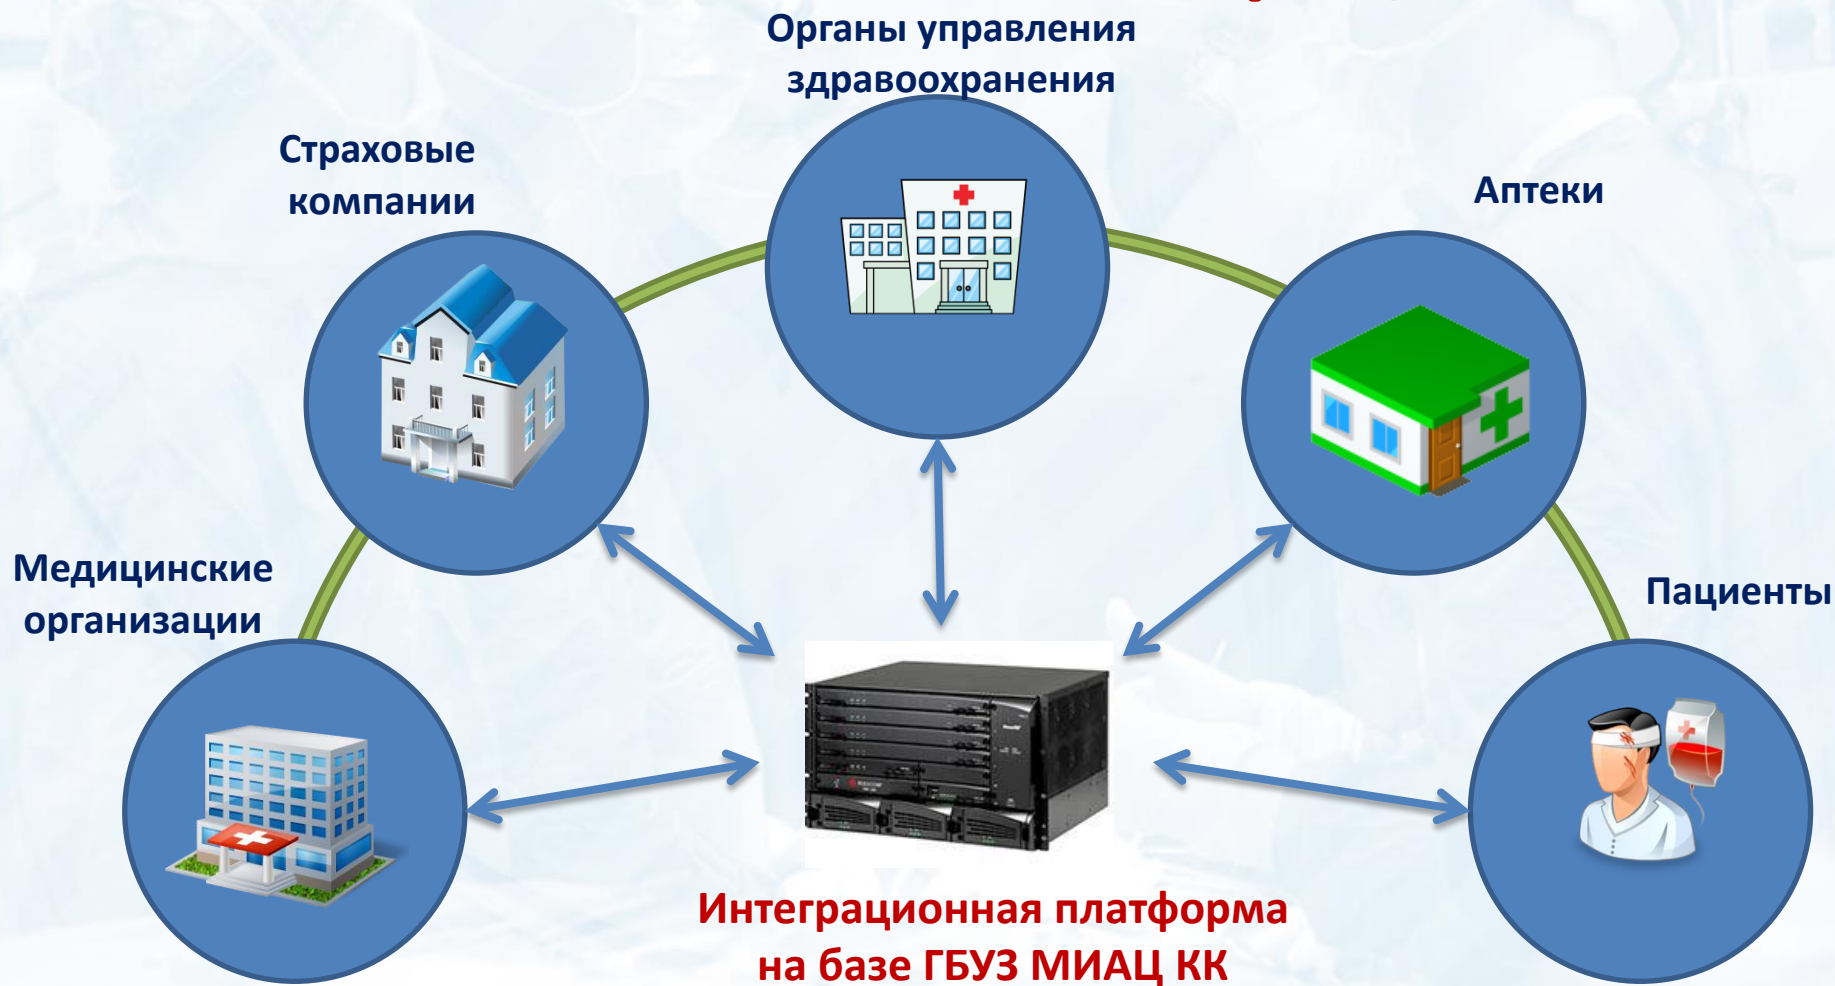 Органы управления
здравоохранения
Страховые
компании
Аптеки
Медицинские
организации
Пациенты
Интеграционная платформа
на базе ГБУЗ МИАЦ КК